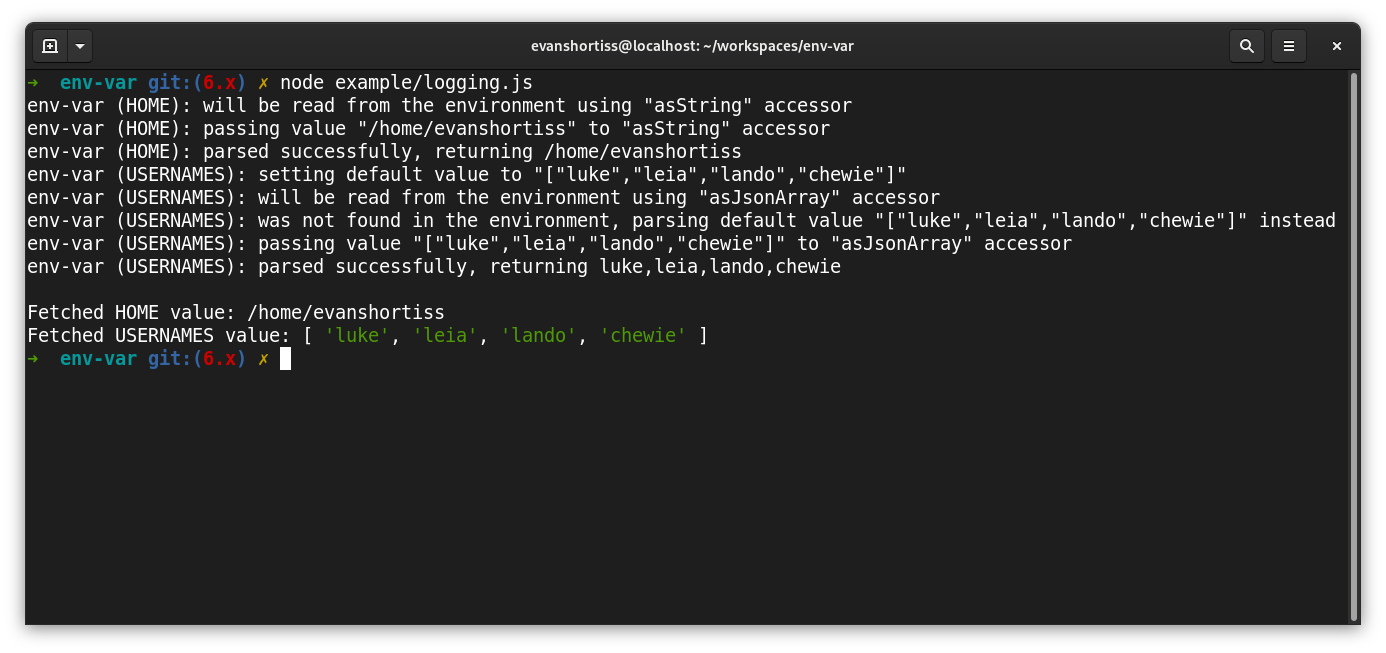 evanshortiss@localhost: ~/workspaces/env-var
➜  env-var git:(6.x) ✗ node example/logging.js
env-var (HOME): will be read from the environment using "asString" accessor
env-var (HOME): passing value "/home/evanshortiss" to "asString" accessor
env-var (HOME): parsed successfully, returning /home/evanshortiss
env-var (USERNAMES): setting default value to "["luke","leia","lando","chewie"]"
env-var (USERNAMES): will be read from the environment using "asJsonArray" accessor
env-var (USERNAMES): was not found in the environment, parsing default value "["luke","leia","lando","chewie"]" instead
env-var (USERNAMES): passing value "["luke","leia","lando","chewie"]" to "asJsonArray" accessor
env-var (USERNAMES): parsed successfully, returning luke,leia,lando,chewie

Fetched HOME value: /home/evanshortiss
Fetched USERNAMES value: [ 'luke', 'leia', 'lando', 'chewie' ]
➜  env-var git:(6.x) ✗